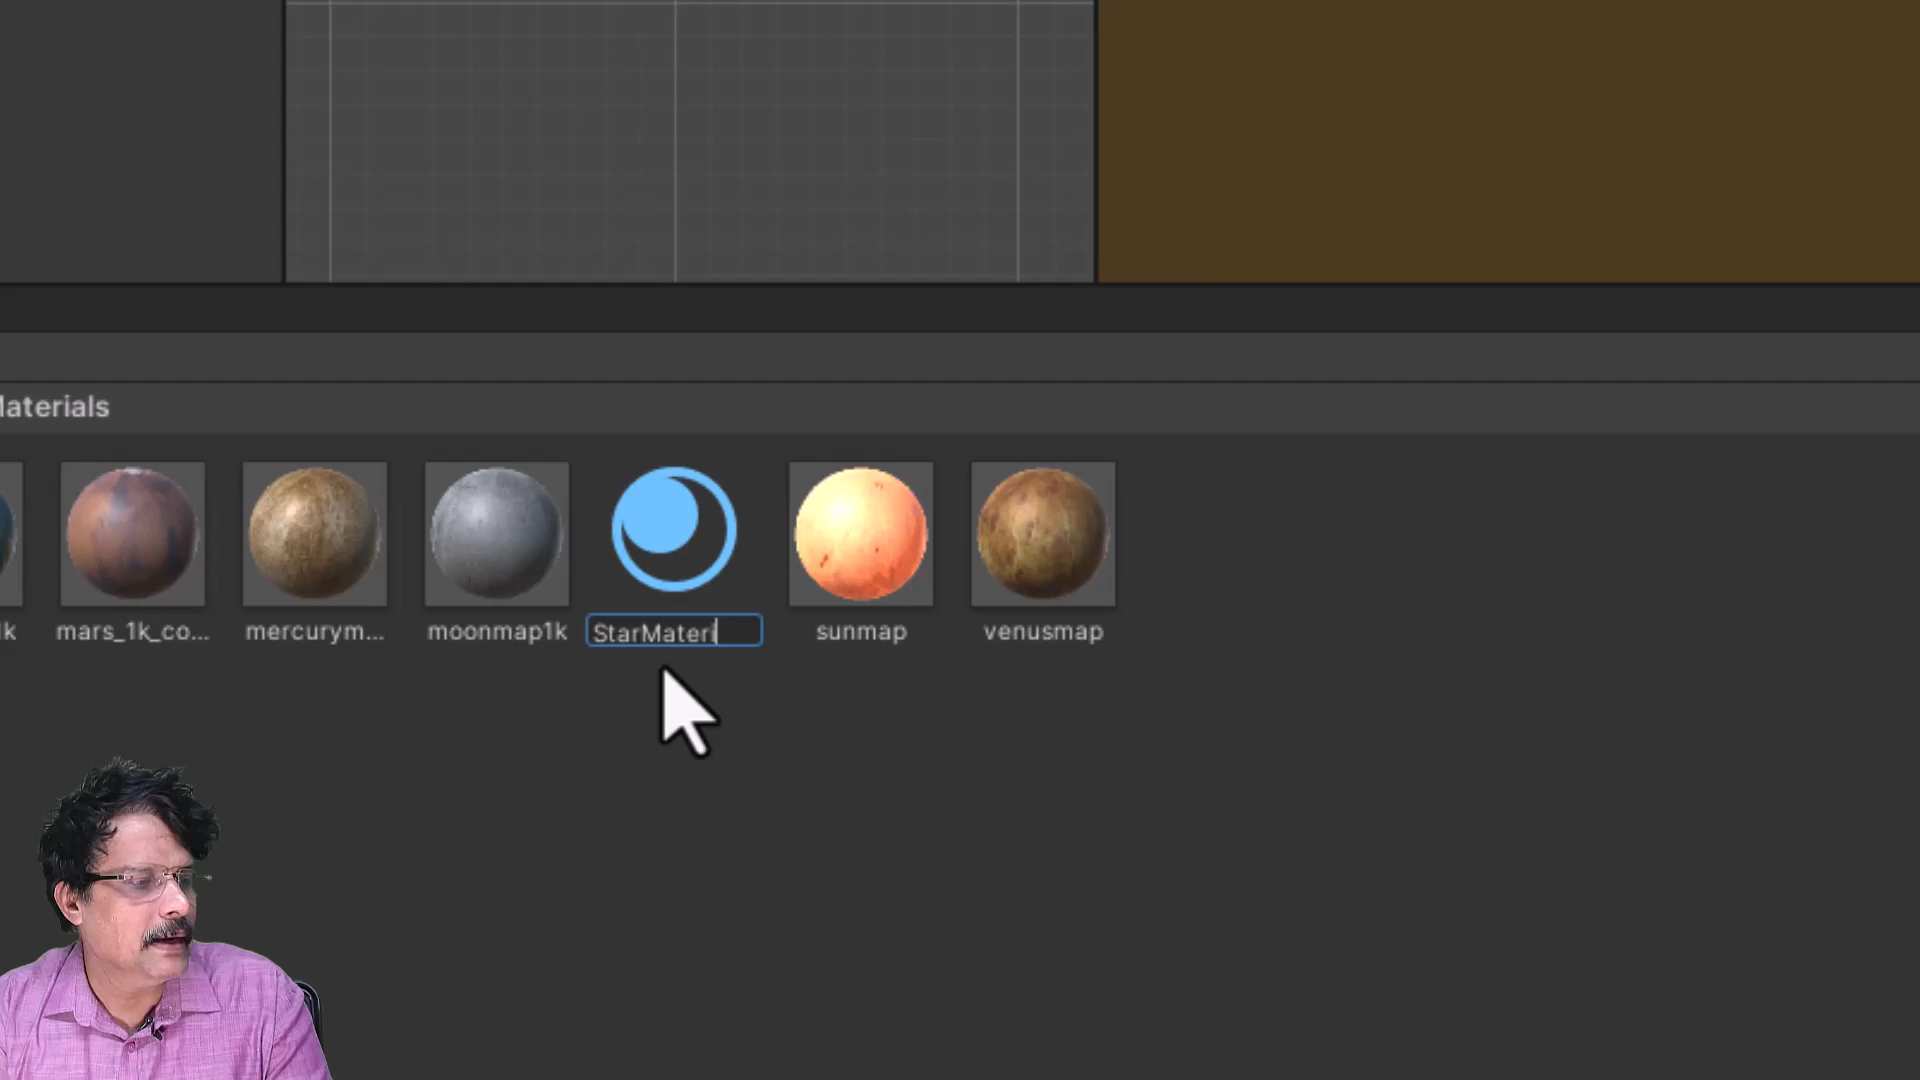 Materials
1k
mars_1k_co...
mercurym...
moonmap1k
StarMateri
sunmap
venusmap